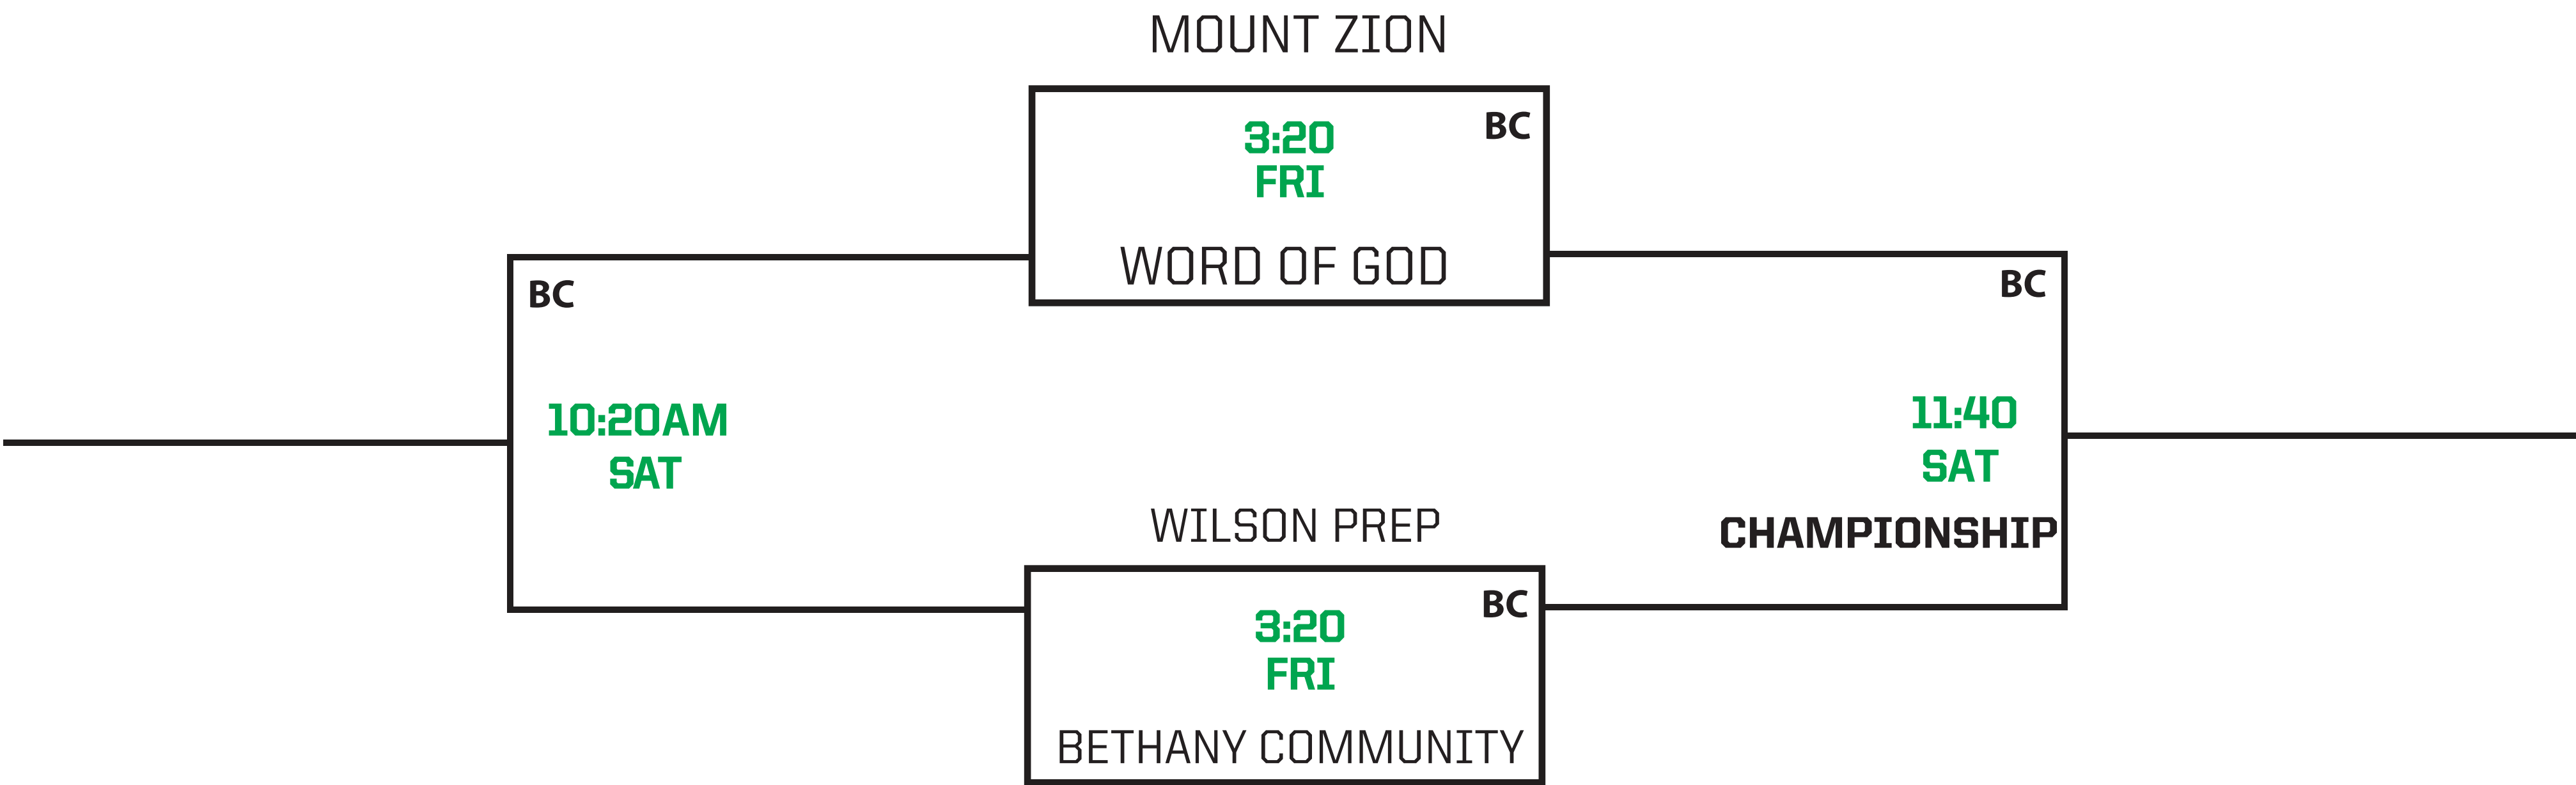 MOUNT ZION
BC
3:20
FRI
WORD OF GOD
BC
10:20AM
SAT
BC
11:40
SAT
CHAMPIONSHIP
WILSON PREP
BC
3:20
FRI
BETHANY COMMUNITY